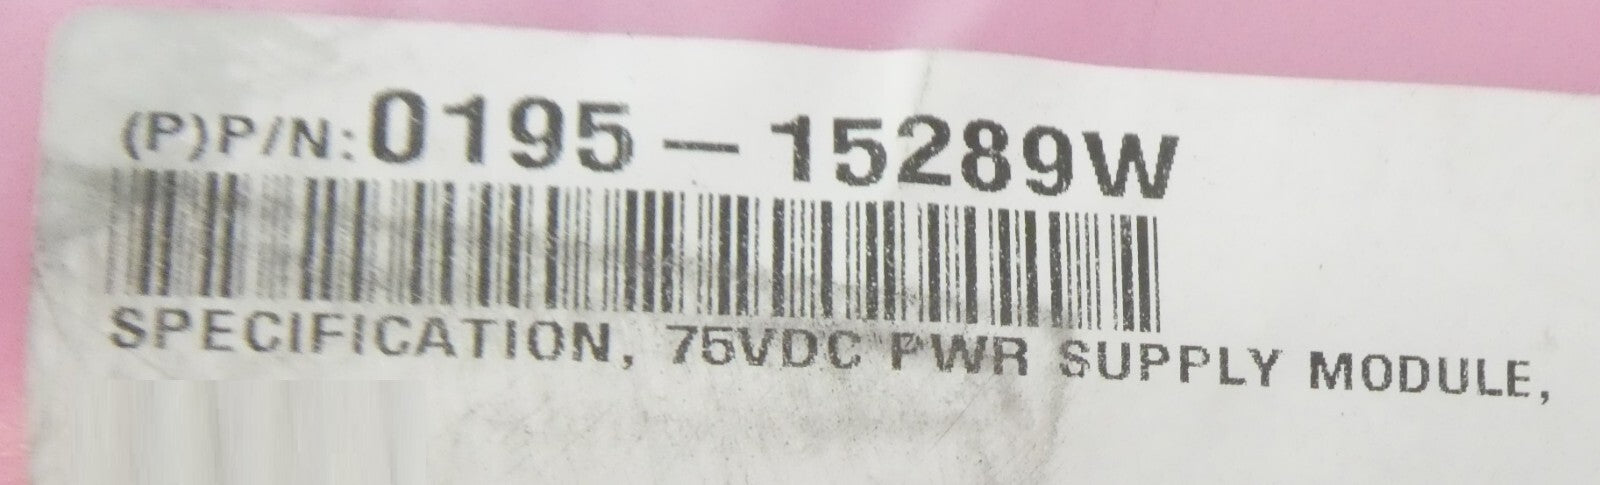 (P)P/N: 0195-15289W
SPECIFICATION, 75VDC PWR SUPPLY MODULE,